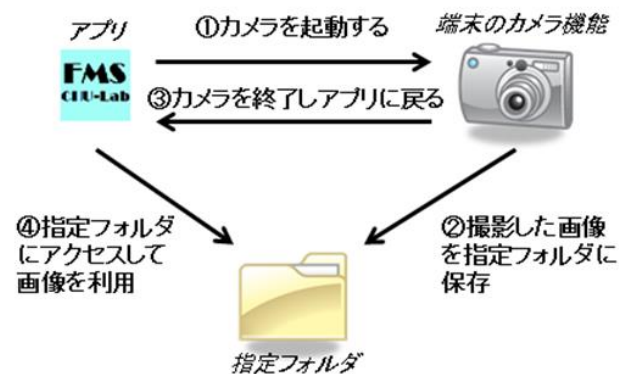 アプリ
①カメラを起動する
端末のカメラ機能
FMS
CHU-Lab
③カメラを終了しアプリに戻る
④指定フォルダ
にアクセスして
画像を利用
②撮影した画像
を指定フォルダに
保存
指定フォルダ